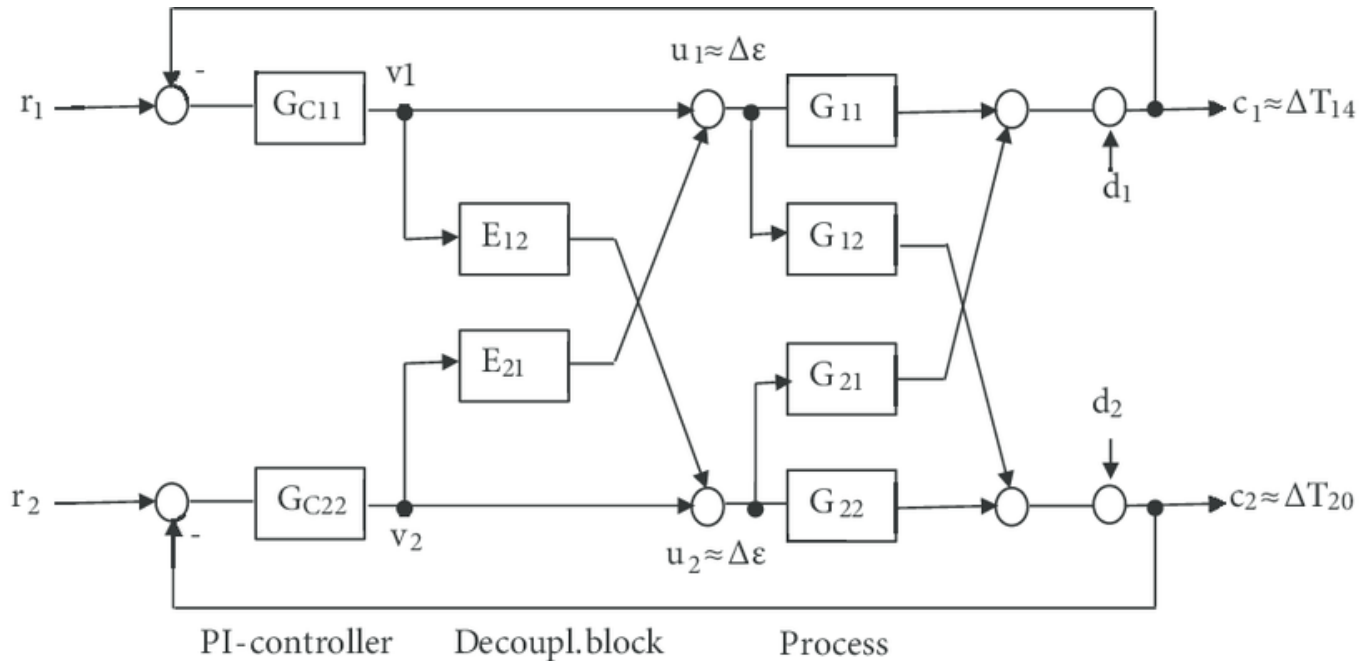 u₁≈Δε
-
v1
r₁
G_C11
G₁₁
c₁≈ΔT₁₄
d₁
E₁₂
G₁₂
E₂₁
G₂₁
d₂
r₂
G_C22
G₂₂
c₂≈ΔT₂₀
-
v₂
u₂≈Δε
PI-controller
Decoupl.block
Process